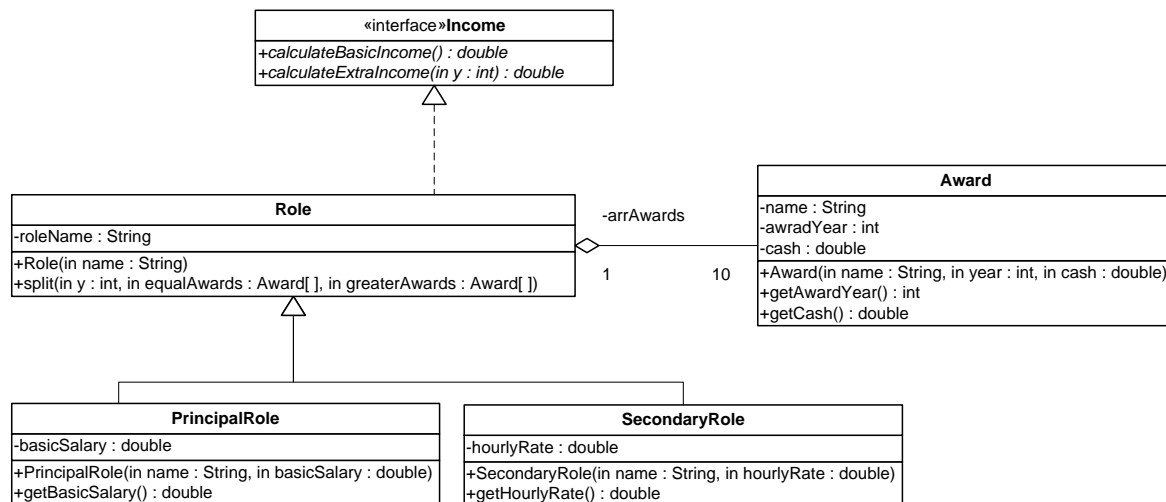 «interface»Income
+calculateBasicIncome() : double
+calculateExtraIncome(in y : int) : double
Role
-roleName : String
+Role(in name : String)
+split(in y : int, in equalAwards : Award[ ], in greaterAwards : Award[ ])
-arrAwards
1
10
Award
-name : String
-awradYear : int
-cash : double
+Award(in name : String, in year : int, in cash : double)
+getAwardYear() : int
+getCash() : double
PrincipalRole
-basicSalary : double
+PrincipalRole(in name : String, in basicSalary : double)
+getBasicSalary() : double
SecondaryRole
-hourlyRate : double
+SecondaryRole(in name : String, in hourlyRate : double)
+getHourlyRate() : double